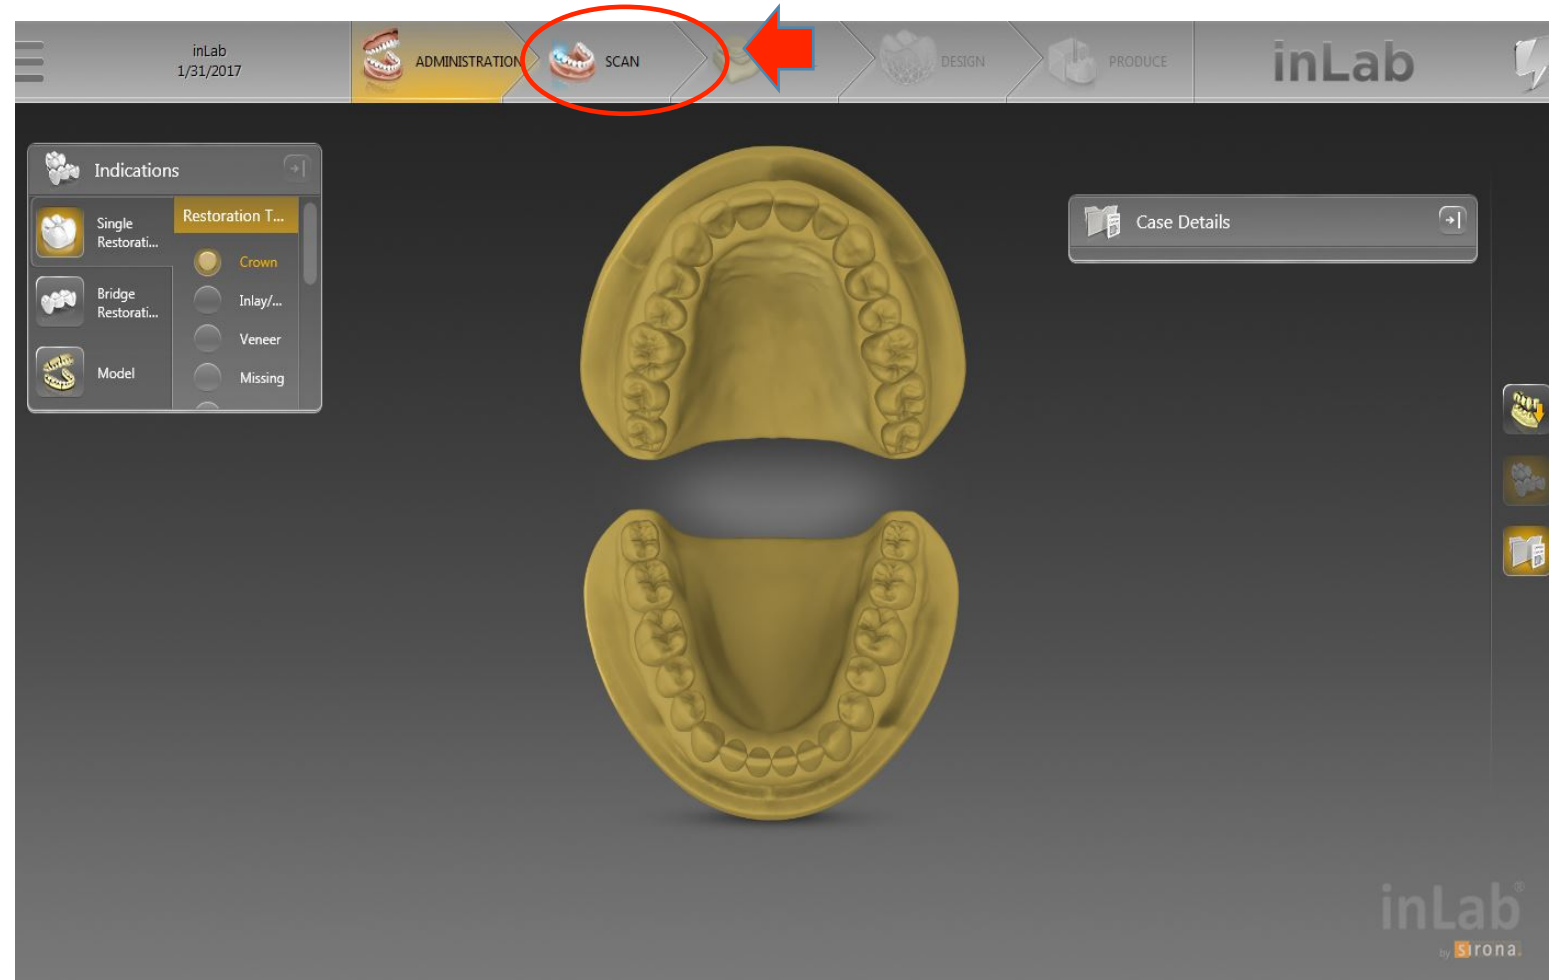 inLab
1/31/2017
ADMINISTRATION
SCAN
DESIGN
PRODUCE
inLab
Indications
Single
Restorati...
Bridge
Restorati...
Model
Restoration T...
Crown
Inlay/...
Veneer
Missing
Case Details
inLab®
by sırona.